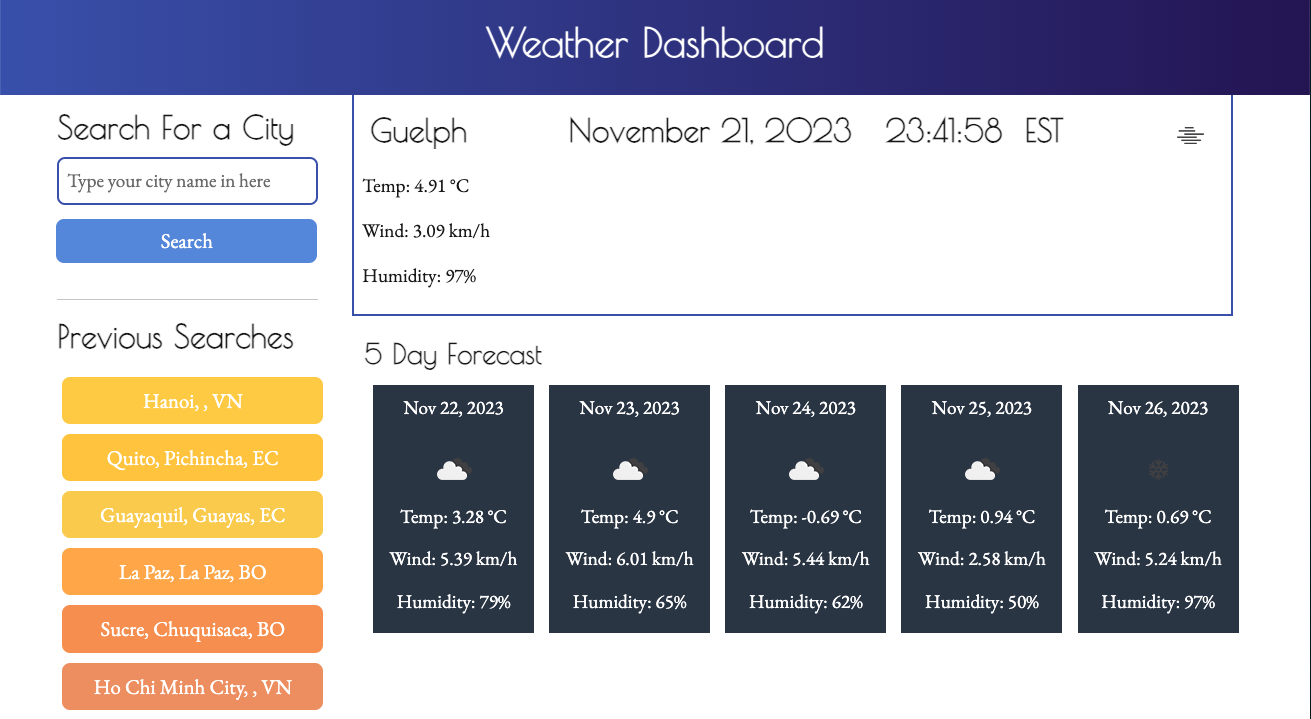 Weather Dashboard
Search For a City
Type your city name in here
Search
Previous Searches
Hanoi, , VN
Quito, Pichincha, EC
Guayaquil, Guayas, EC
La Paz, La Paz, BO
Sucre, Chuquisaca, BO
Ho Chi Minh City, , VN
Guelph November 21, 2023 23:41:58 EST
Temp: 4.91 °C
Wind: 3.09 km/h
Humidity: 97%
5 Day Forecast
Nov 22, 2023
Temp: 3.28 °C
Wind: 5.39 km/h
Humidity: 79%
Nov 23, 2023
Temp: 4.9 °C
Wind: 6.01 km/h
Humidity: 65%
Nov 24, 2023
Temp: -0.69 °C
Wind: 5.44 km/h
Humidity: 62%
Nov 25, 2023
Temp: 0.94 °C
Wind: 2.58 km/h
Humidity: 50%
Nov 26, 2023
Temp: 0.69 °C
Wind: 5.24 km/h
Humidity: 97%